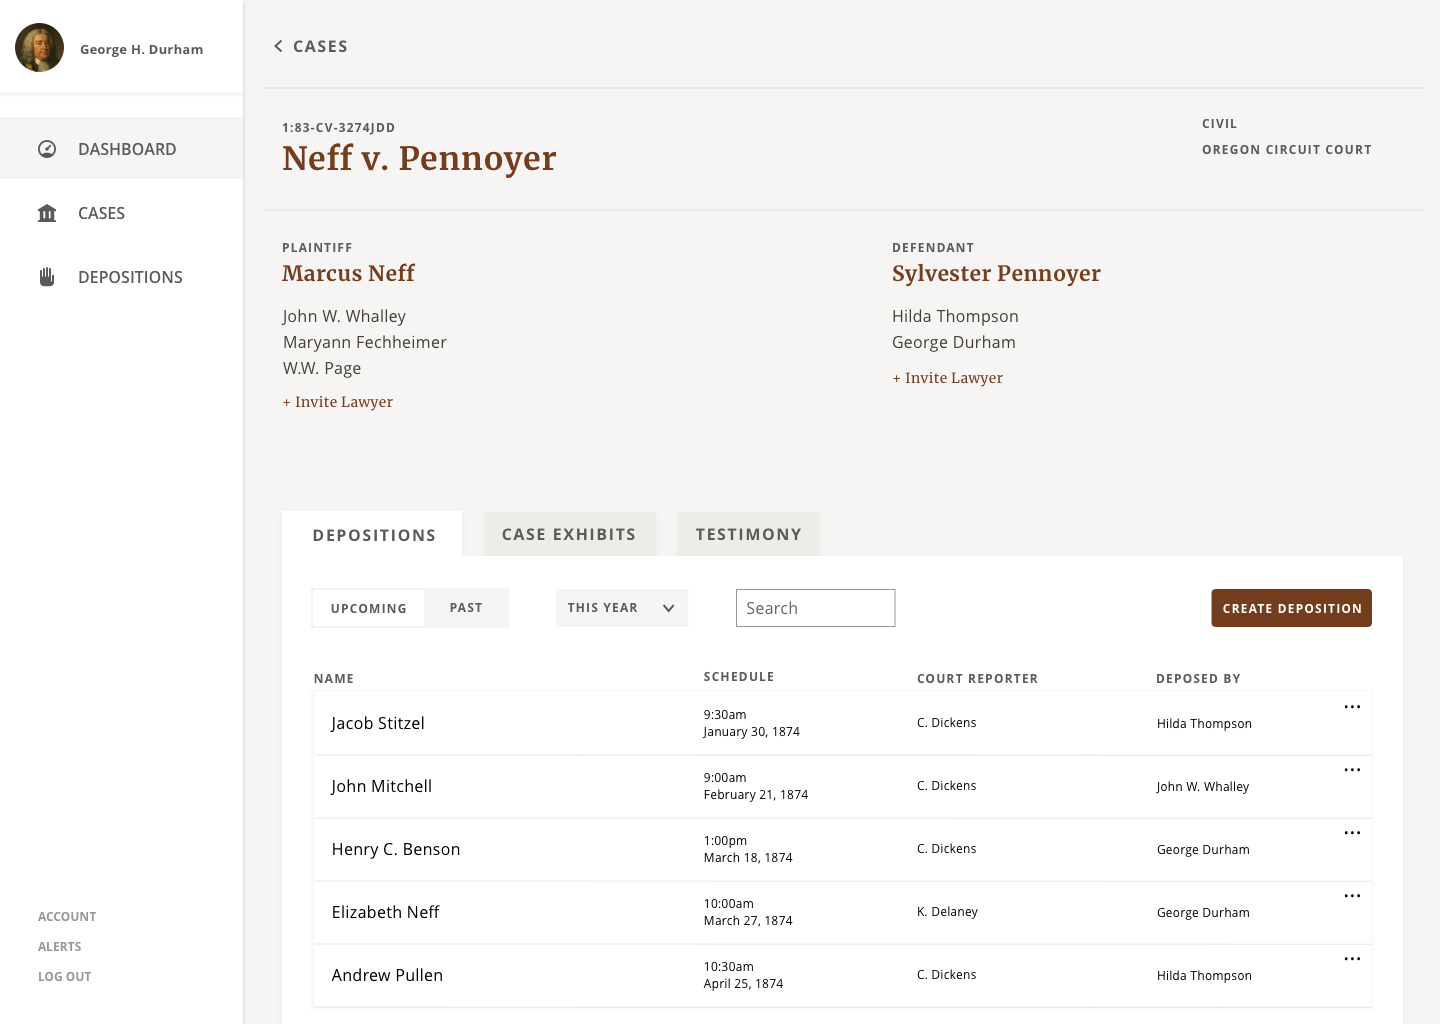 George H. Durham
DASHBOARD
CASES
DEPOSITIONS
ACCOUNT
ALERTS
LOG OUT
CASES
1:83-CV-3274JDD
Neff v. Pennoyer
CIVIL
OREGON CIRCUIT COURT
PLAINTIFF
Marcus Neff
John W. Whalley
Maryann Fechheimer
W.W. Page
+ Invite Lawyer
DEFENDANT
Sylvester Pennoyer
Hilda Thompson
George Durham
+ Invite Lawyer
DEPOSITIONS CASE EXHIBITS TESTIMONY
UPCOMING PAST THIS YEAR Search CREATE DEPOSITION
NAME SCHEDULE COURT REPORTER DEPOSED BY
Jacob Stitzel 9:30am C. Dickens Hilda Thompson
January 30, 1874
John Mitchell 9:00am C. Dickens John W. Whalley
February 21, 1874
Henry C. Benson 1:00pm C. Dickens George Durham
March 18, 1874
Elizabeth Neff 10:00am K. Delaney George Durham
March 27, 1874
Andrew Pullen 10:30am C. Dickens Hilda Thompson
April 25, 1874